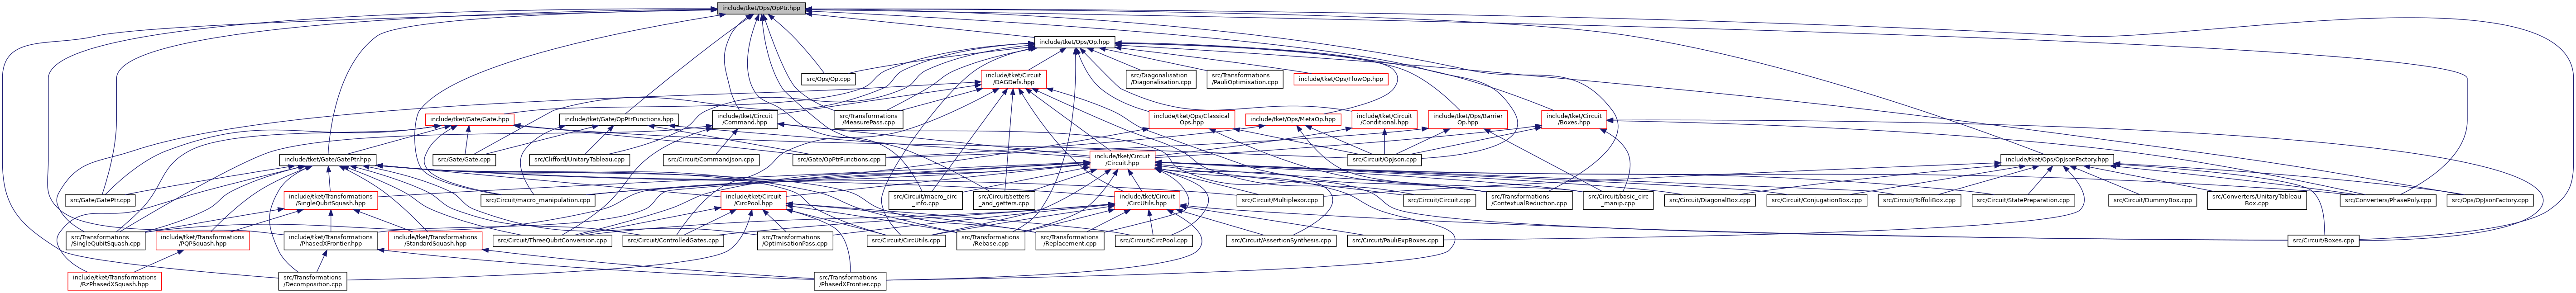 include/tket/Ops/OpPtr.hpp
include/tket/Ops/Op.hpp
src/Ops/Op.cpp
include/tket/Circuit
/DAGDefs.hpp
src/Diagonalisation
/Diagonalisation.cpp
src/Transformations
/PauliOptimisation.cpp
include/tket/Ops/FlowOp.hpp
include/tket/Gate/Gate.hpp
include/tket/Gate/OpPtrFunctions.hpp
include/tket/Circuit
/Command.hpp
src/Transformations
/MeasurePass.cpp
include/tket/Ops/Classical
Ops.hpp
include/tket/Ops/MetaOp.hpp
include/tket/Circuit
/Conditional.hpp
include/tket/Ops/Barrier
Op.hpp
include/tket/Circuit
/Boxes.hpp
include/tket/Gate/GatePtr.hpp
src/Gate/Gate.cpp
src/Clifford/UnitaryTableau.cpp
src/Circuit/CommandJson.cpp
src/Gate/OpPtrFunctions.cpp
include/tket/Circuit
/Circuit.hpp
src/Circuit/OpJson.cpp
include/tket/Ops/OpJsonFactory.hpp
src/Gate/GatePtr.cpp
include/tket/Transformations
/SingleQubitSquash.hpp
src/Circuit/macro_manipulation.cpp
include/tket/Circuit
/CircPool.hpp
src/Circuit/macro_circ
_info.cpp
src/Circuit/setters
_and_getters.cpp
include/tket/Circuit
/CircUtils.hpp
src/Circuit/Multiplexor.cpp
src/Circuit/Circuit.cpp
src/Transformations
/ContextualReduction.cpp
src/Circuit/basic_circ
_manip.cpp
src/Circuit/DiagonalBox.cpp
src/Circuit/ConjugationBox.cpp
src/Circuit/ToffoliBox.cpp
src/Circuit/StatePreparation.cpp
src/Circuit/DummyBox.cpp
src/Converters/UnitaryTableau
Box.cpp
src/Converters/PhasePoly.cpp
src/Ops/OpJsonFactory.cpp
src/Transformations
/SingleQubitSquash.cpp
include/tket/Transformations
/PQPSquash.hpp
include/tket/Transformations
/PhasedXFrontier.hpp
include/tket/Transformations
/StandardSquash.hpp
src/Circuit/ThreeQubitConversion.cpp
src/Circuit/ControlledGates.cpp
src/Transformations
/OptimisationPass.cpp
src/Circuit/CircUtils.cpp
src/Transformations
/Rebase.cpp
src/Transformations
/Replacement.cpp
src/Circuit/CircPool.cpp
src/Circuit/AssertionSynthesis.cpp
src/Circuit/PauliExpBoxes.cpp
src/Circuit/Boxes.cpp
include/tket/Transformations
/RzPhasedXSquash.hpp
src/Transformations
/Decomposition.cpp
src/Transformations
/PhasedXFrontier.cpp